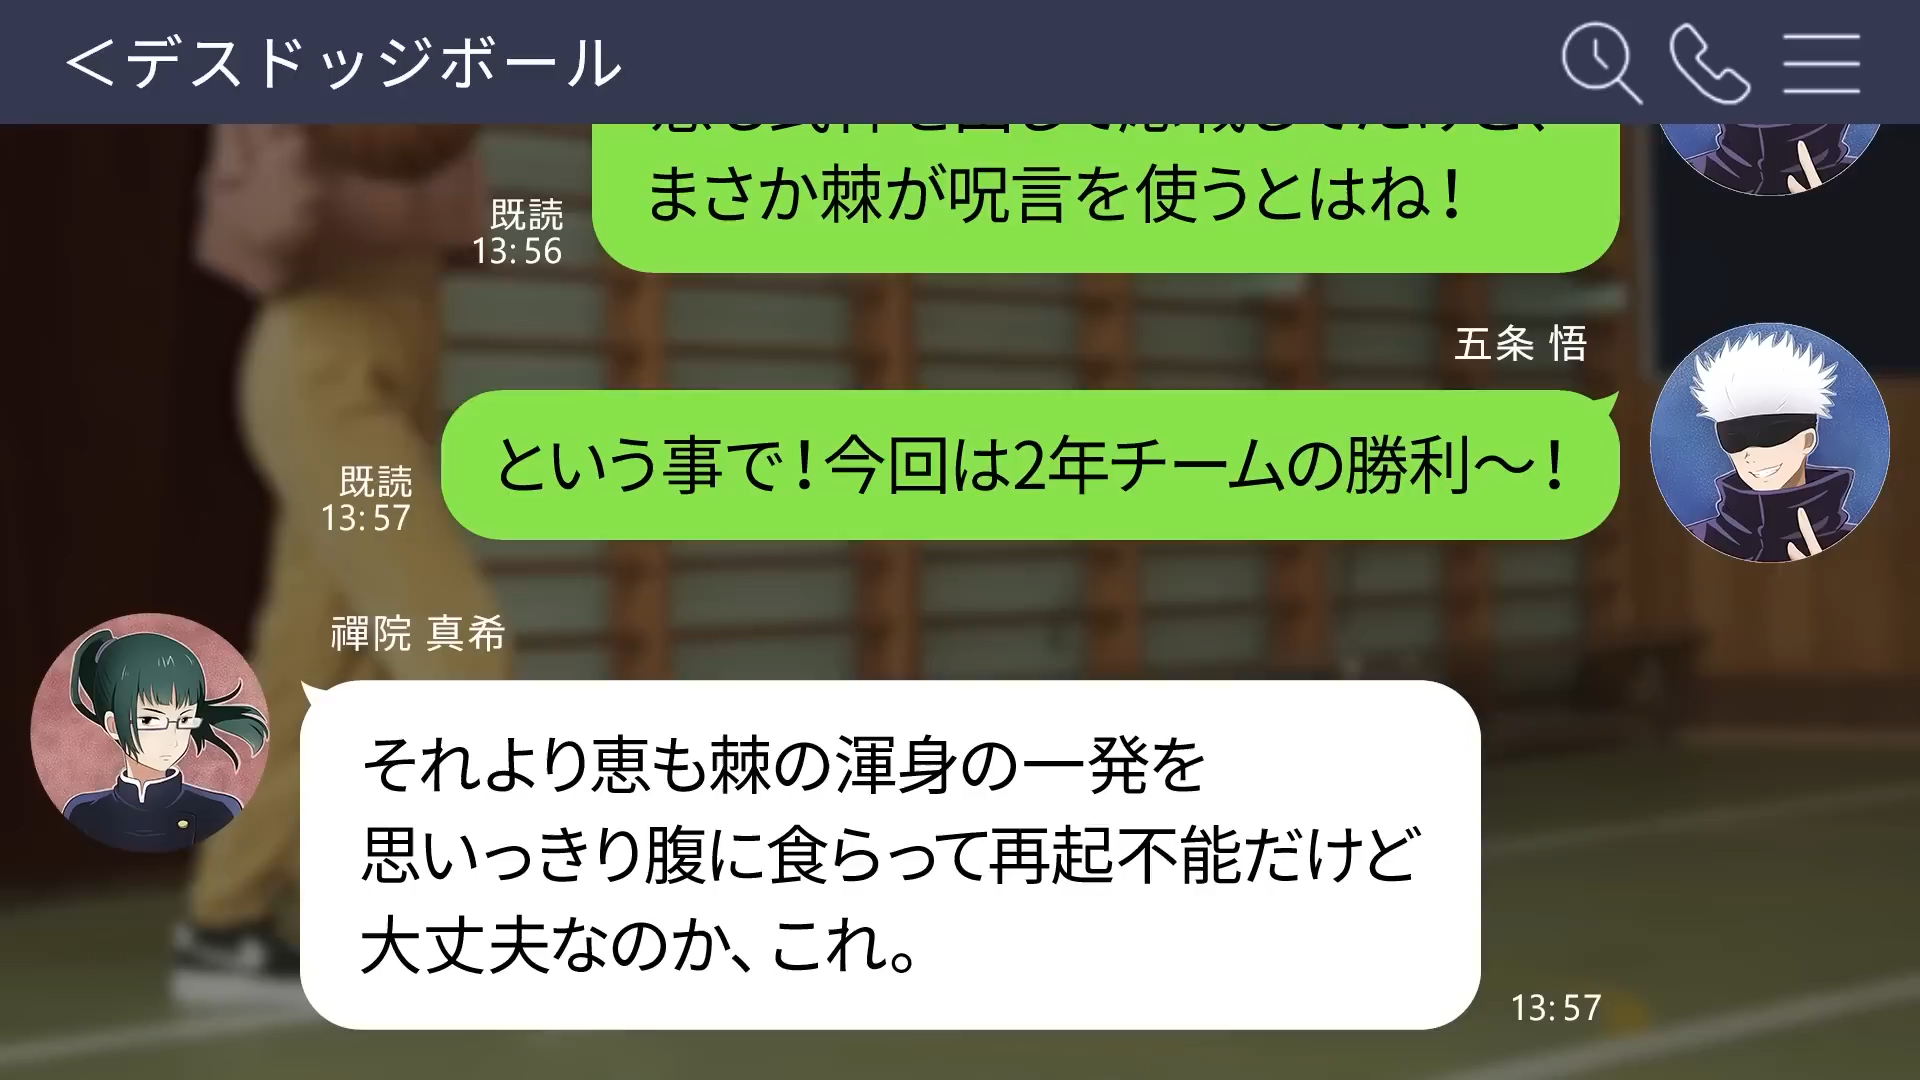 ＜デスドッジボール
まさか棘が呪言を使うとはね！
既読
13:56
五条 悟
という事で！今回は2年チームの勝利～！
既読
13:57
禪院 真希
それより恵も棘の渾身の一発を
思いっきり腹に食らって再起不能だけど
大丈夫なのか、これ。
13:57